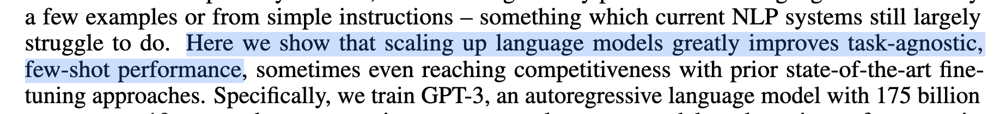 a few examples or from simple instructions – something which current NLP systems still largely
struggle to do. Here we show that scaling up language models greatly improves task-agnostic,
few-shot performance, sometimes even reaching competitiveness with prior state-of-the-art fine-
tuning approaches. Specifically, we train GPT-3, an autoregressive language model with 175 billion